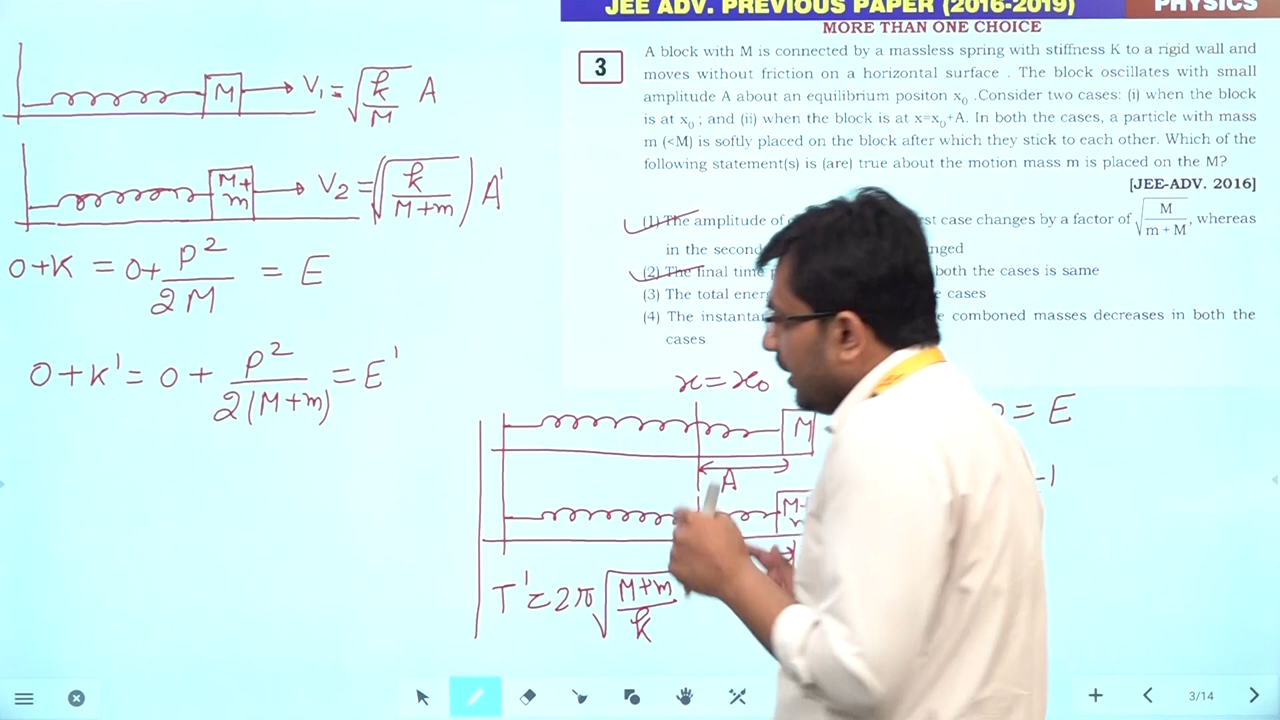 JEE ADV. PREVIOUS PAPER (2016-2019)
PHYSICS
MORE THAN ONE CHOICE
3
A block with M is connected by a massless spring with stiffness K to a rigid wall and
moves without friction on a horizontal surface . The block oscillates with small
amplitude A about an equilibrium positon x₀ .Consider two cases: (i) when the block
is at x₀ ; and (ii) when the block is at x=x₀+A. In both the cases, a particle with mass
m (<M) is softly placed on the block after which they stick to each other. Which of the
following statement(s) is (are) true about the motion mass m is placed on the M?
[JEE-ADV. 2016]
(1) The amplitude of st case changes by a factor of √(M/(m + M)), whereas
in the second nged
(2) The final time both the cases is same
(3) The total ener cases
(4) The instanta comboned masses decreases in both the
cases
M → V₁ = √(k/M) A
M+m → V₂ = (√(k/(M+m))) A'
0+K = 0+ P²/2M = E
0+K' = 0 + P²/2(M+m) = E'
x = x₀
M
= E
A
M+
T' = 2π√((M+m)/k)
3/14